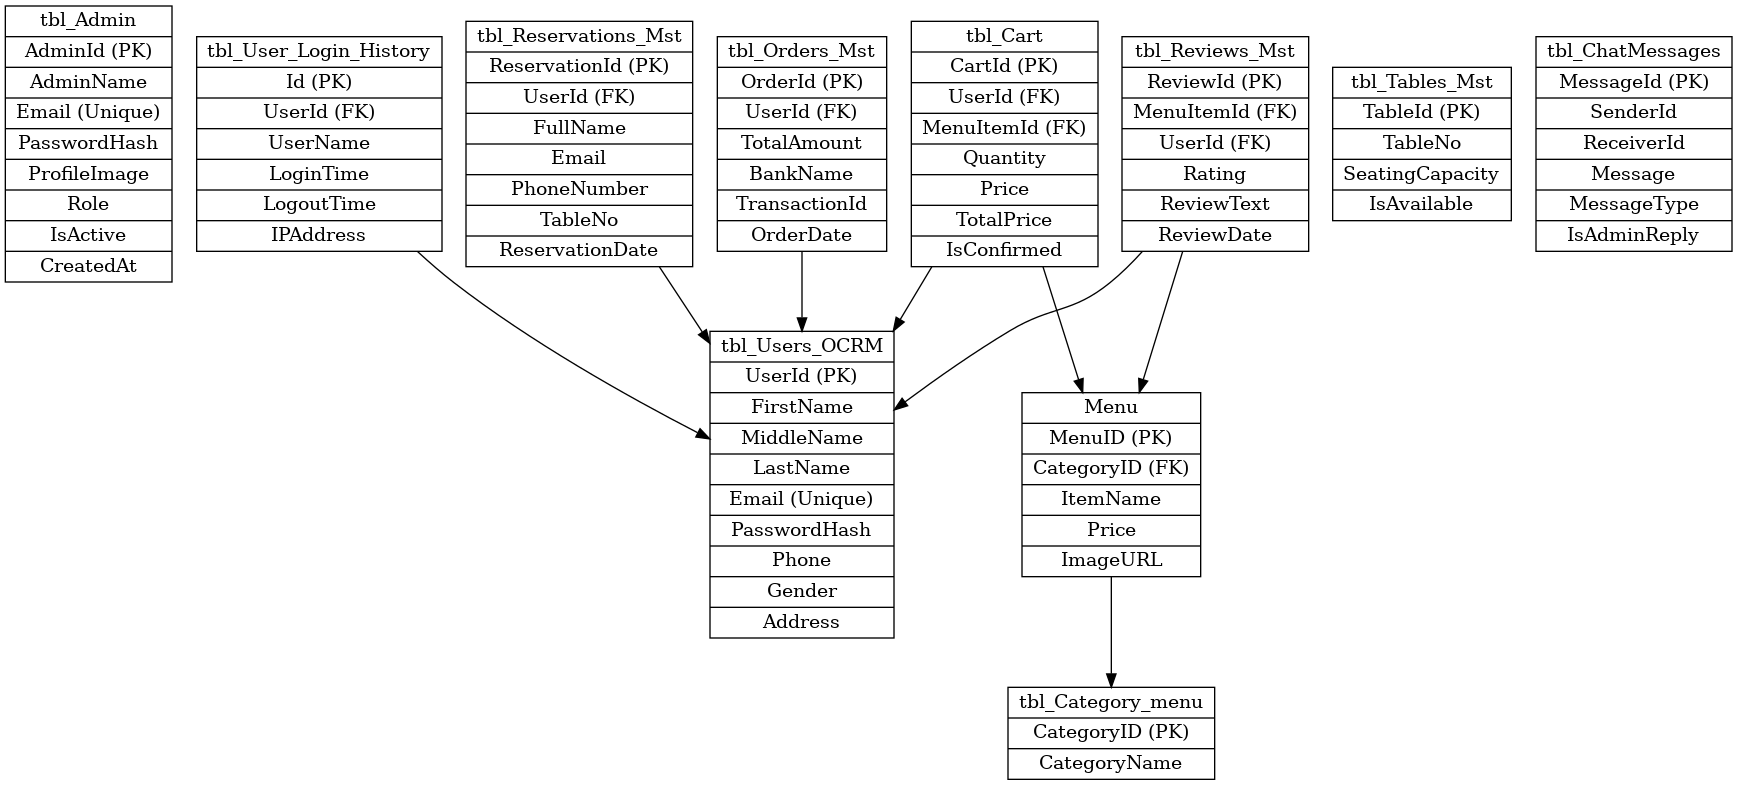 tbl_Admin
AdminId (PK)
AdminName
Email (Unique)
PasswordHash
ProfileImage
Role
IsActive
CreatedAt
tbl_User_Login_History
Id (PK)
UserId (FK)
UserName
LoginTime
LogoutTime
IPAddress
tbl_Reservations_Mst
ReservationId (PK)
UserId (FK)
FullName
Email
PhoneNumber
TableNo
ReservationDate
tbl_Orders_Mst
OrderId (PK)
UserId (FK)
TotalAmount
BankName
TransactionId
OrderDate
tbl_Cart
CartId (PK)
UserId (FK)
MenuItemId (FK)
Quantity
Price
TotalPrice
IsConfirmed
tbl_Reviews_Mst
ReviewId (PK)
MenuItemId (FK)
UserId (FK)
Rating
ReviewText
ReviewDate
tbl_Tables_Mst
TableId (PK)
TableNo
SeatingCapacity
IsAvailable
tbl_ChatMessages
MessageId (PK)
SenderId
ReceiverId
Message
MessageType
IsAdminReply
tbl_Users_OCRM
UserId (PK)
FirstName
MiddleName
LastName
Email (Unique)
PasswordHash
Phone
Gender
Address
Menu
MenuID (PK)
CategoryID (FK)
ItemName
Price
ImageURL
tbl_Category_menu
CategoryID (PK)
CategoryName